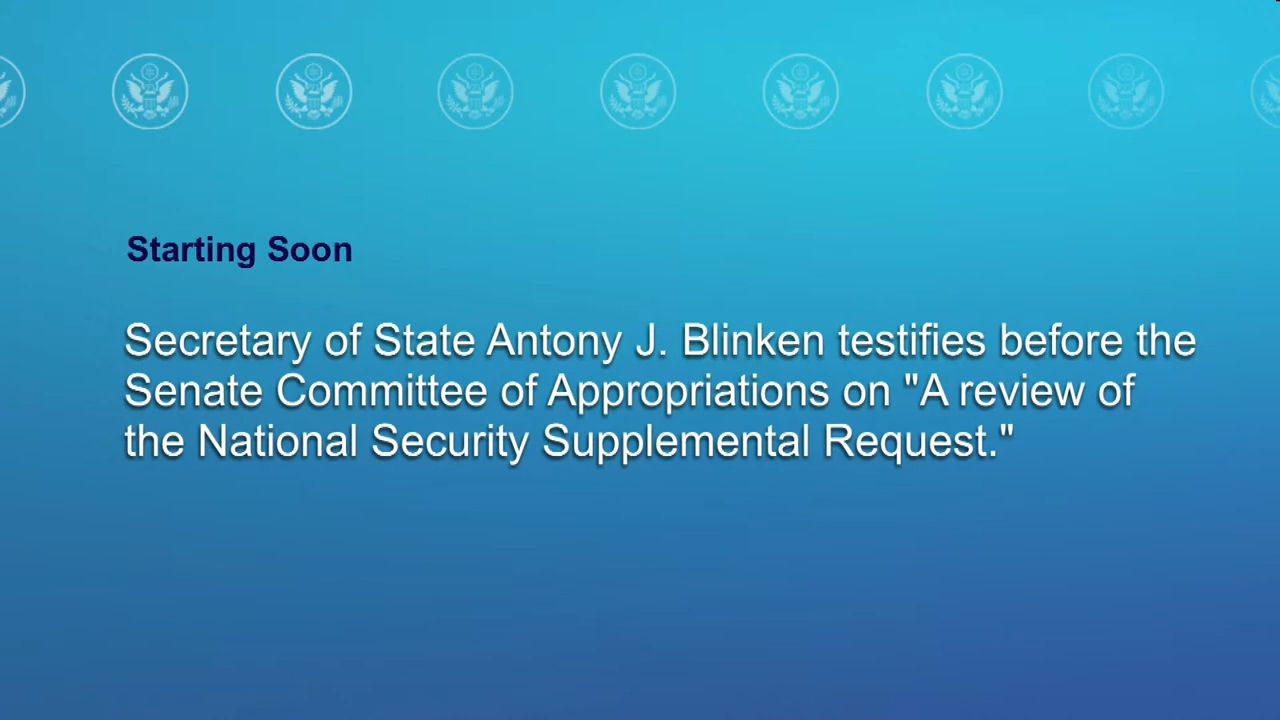 Starting Soon
Secretary of State Antony J. Blinken testifies before the
Senate Committee of Appropriations on "A review of
the National Security Supplemental Request."